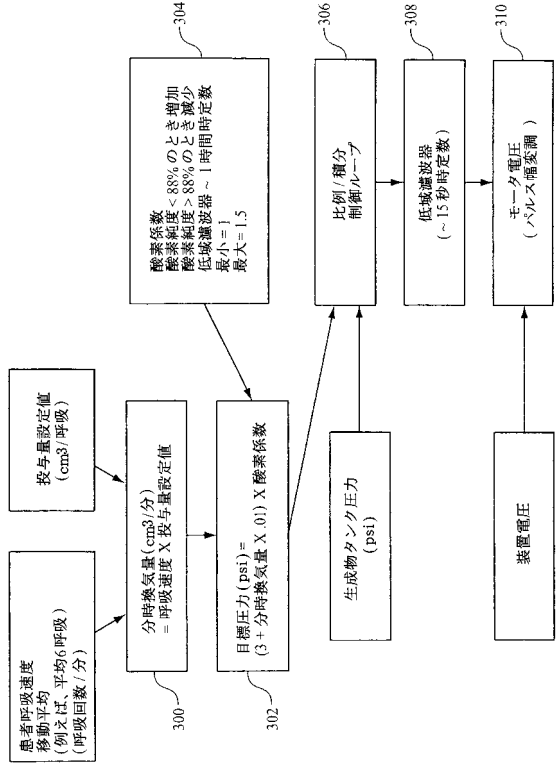 患者呼吸速度
移動平均
(例えば、平均6呼吸)
(呼吸回数/分)
投与量設定値
(cm3/呼吸)
分時換気量(cm3/分)
= 呼吸速度 X 投与量設定値
300
酸素係数
酸素純度 < 88% のとき増加
酸素純度 > 88% のとき減少
低域濾波器 ~ 1 時間時定数
最小 = 1
最大 = 1.5
304
目標圧力(psi) =
(3 + 分時換気量 X .01) X 酸素係数
302
生成物タンク圧力
(psi)
比例/積分
制御ループ
306
低域濾波器
(~ 15 秒時定数)
308
装置電圧
モータ電圧
(パルス幅変調)
310